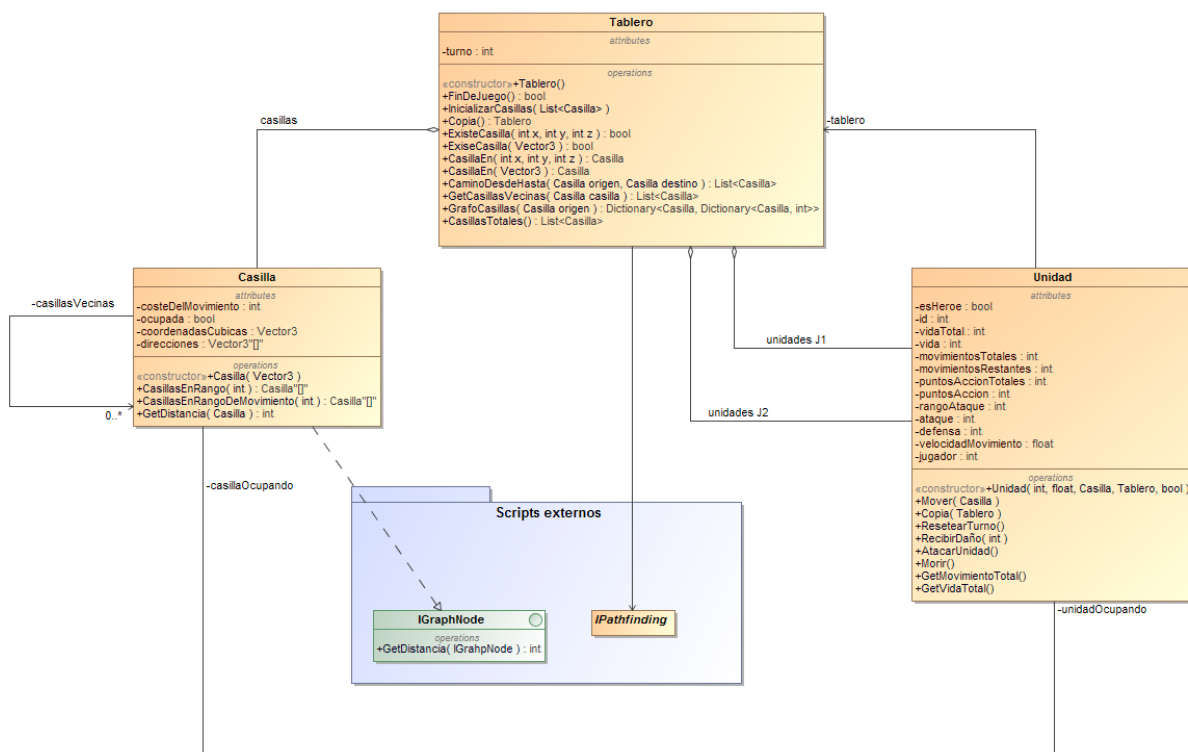 Tablero
attributes
-turno : int
operations
«constructor»+Tablero()
+FinDeJuego() : bool
+InicializarCasillas( List<Casilla> )
+Copia() : Tablero
+ExisteCasilla( int x, int y, int z ) : bool
+ExiseCasilla( Vector3 ) : bool
+CasillaEn( int x, int y, int z ) : Casilla
+CasillaEn( Vector3 ) : Casilla
+CaminoDesdeHasta( Casilla origen, Casilla destino ) : List<Casilla>
+GetCasillasVecinas( Casilla casilla ) : List<Casilla>
+GrafoCasillas( Casilla origen ) : Dictionary<Casilla, Dictionary<Casilla, int>>
+CasillasTotales() : List<Casilla>
casillas
-tablero
Casilla
attributes
-costeDelMovimiento : int
-ocupada : bool
-coordenadasCubicas : Vector3
-direcciones : Vector3"[]"
operations
«constructor»+Casilla( Vector3 )
+CasillasEnRango( int ) : Casilla"[]"
+CasillasEnRangoDeMovimiento( int ) : Casilla"[]"
+GetDistancia( Casilla ) : int
-casillasVecinas
0..*
unidades J1
unidades J2
Unidad
attributes
-esHeroe : bool
-id : int
-vidaTotal : int
-vida : int
-movimientosTotales : int
-movimientosRestantes : int
-puntosAccionTotales : int
-puntosAccion : int
-rangoAtaque : int
-ataque : int
-defensa : int
-velocidadMovimiento : float
-jugador : int
operations
«constructor»+Unidad( int, float, Casilla, Tablero, bool )
+Mover( Casilla )
+Copia( Tablero )
+ResetearTurno()
+RecibirDaño( int )
+AtacarUnidad()
+Morir()
+GetMovimientoTotal()
+GetVidaTotal()
-casillaOcupando
-unidadOcupando
Scripts externos
IGraphNode
operations
+GetDistancia( IGrahpNode ) : int
IPathfinding